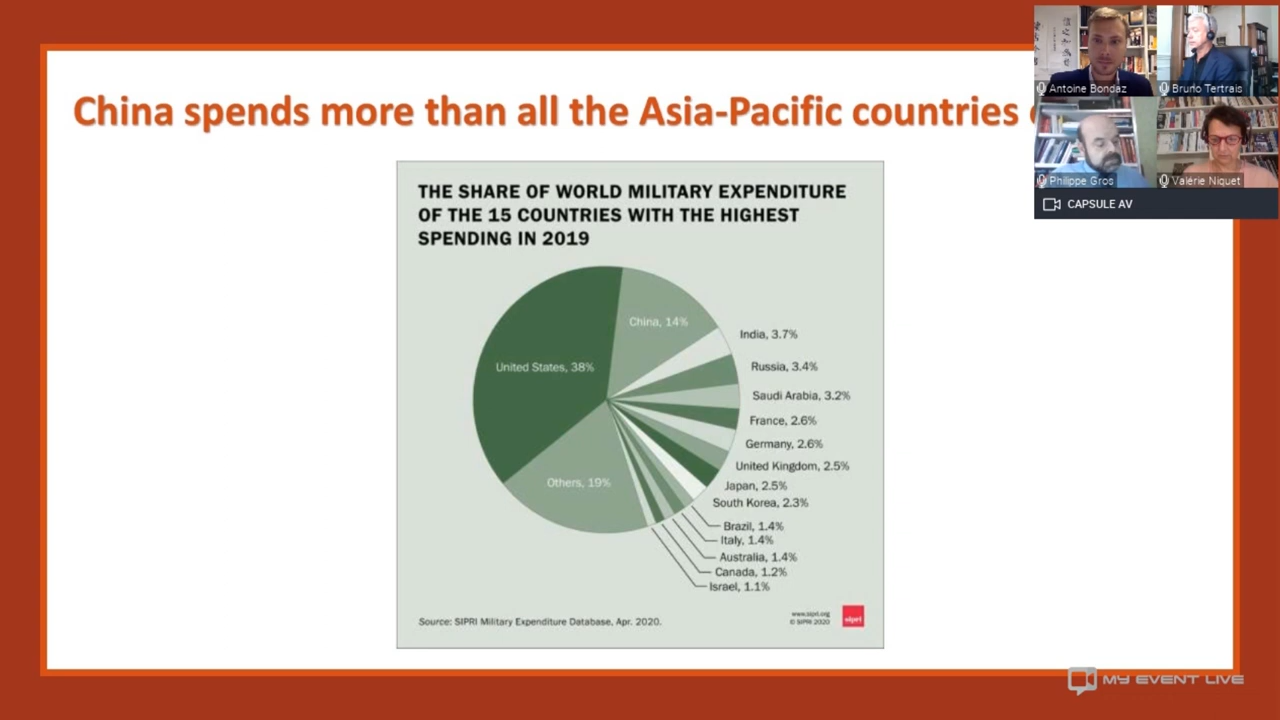 China spends more than all the Asia-Pacific countries
THE SHARE OF WORLD MILITARY EXPENDITURE
OF THE 15 COUNTRIES WITH THE HIGHEST
SPENDING IN 2019
China, 14%
United States, 38%
Others, 19%
India, 3.7%
Russia, 3.4%
Saudi Arabia, 3.2%
France, 2.6%
Germany, 2.6%
United Kingdom, 2.5%
Japan, 2.5%
South Korea, 2.3%
Brazil, 1.4%
Italy, 1.4%
Australia, 1.4%
Canada, 1.2%
Israel, 1.1%
Source: SIPRI Military Expenditure Database, Apr. 2020.
www.sipri.org
© SIPRI 2020
sipri
Antoine Bondaz
Bruno Tertrais
Philippe Gros
Valérie Niquet
CAPSULE AV
MY EVENT LIVE